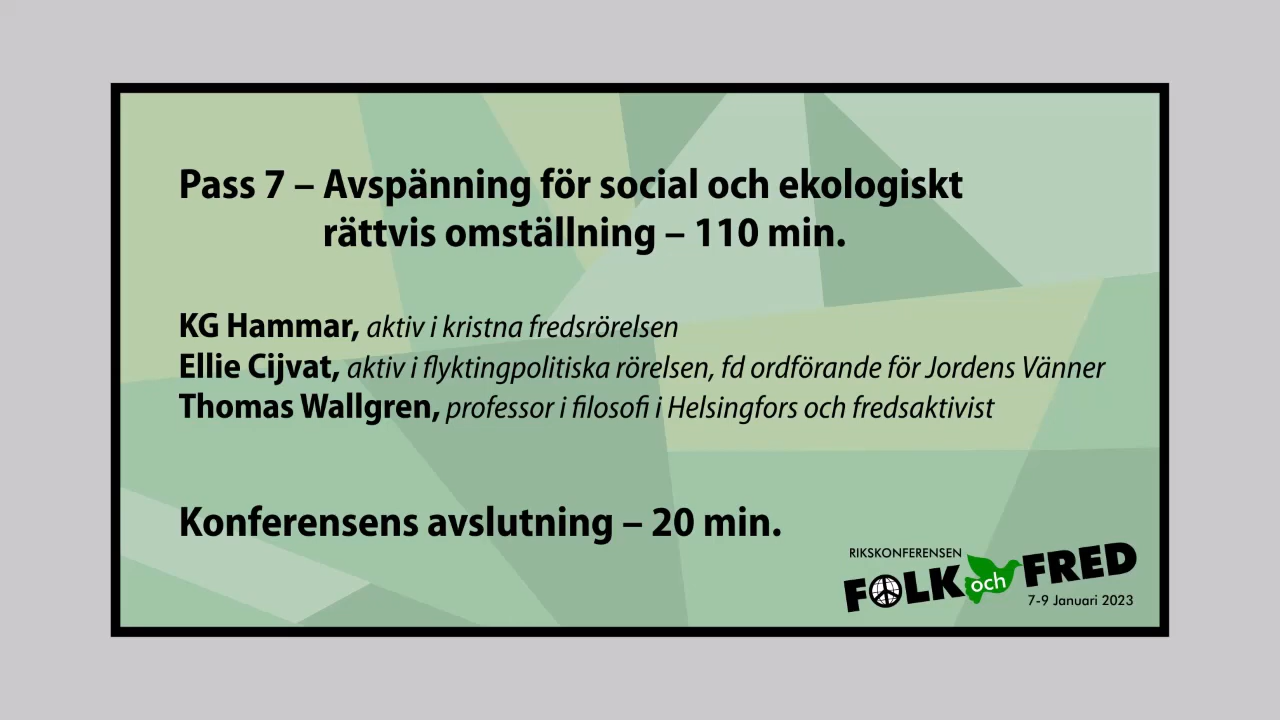 Pass 7 – Avspänning för social och ekologiskt
rättvis omställning – 110 min.
KG Hammar, aktiv i kristna fredsrörelsen
Ellie Cijvat, aktiv i flyktingpolitiska rörelsen, fd ordförande för Jordens Vänner
Thomas Wallgren, professor i filosofi i Helsingfors och fredsaktivist
Konferensens avslutning – 20 min.
RIKSKONFERENSEN
FOLK och FRED
7-9 Januari 2023